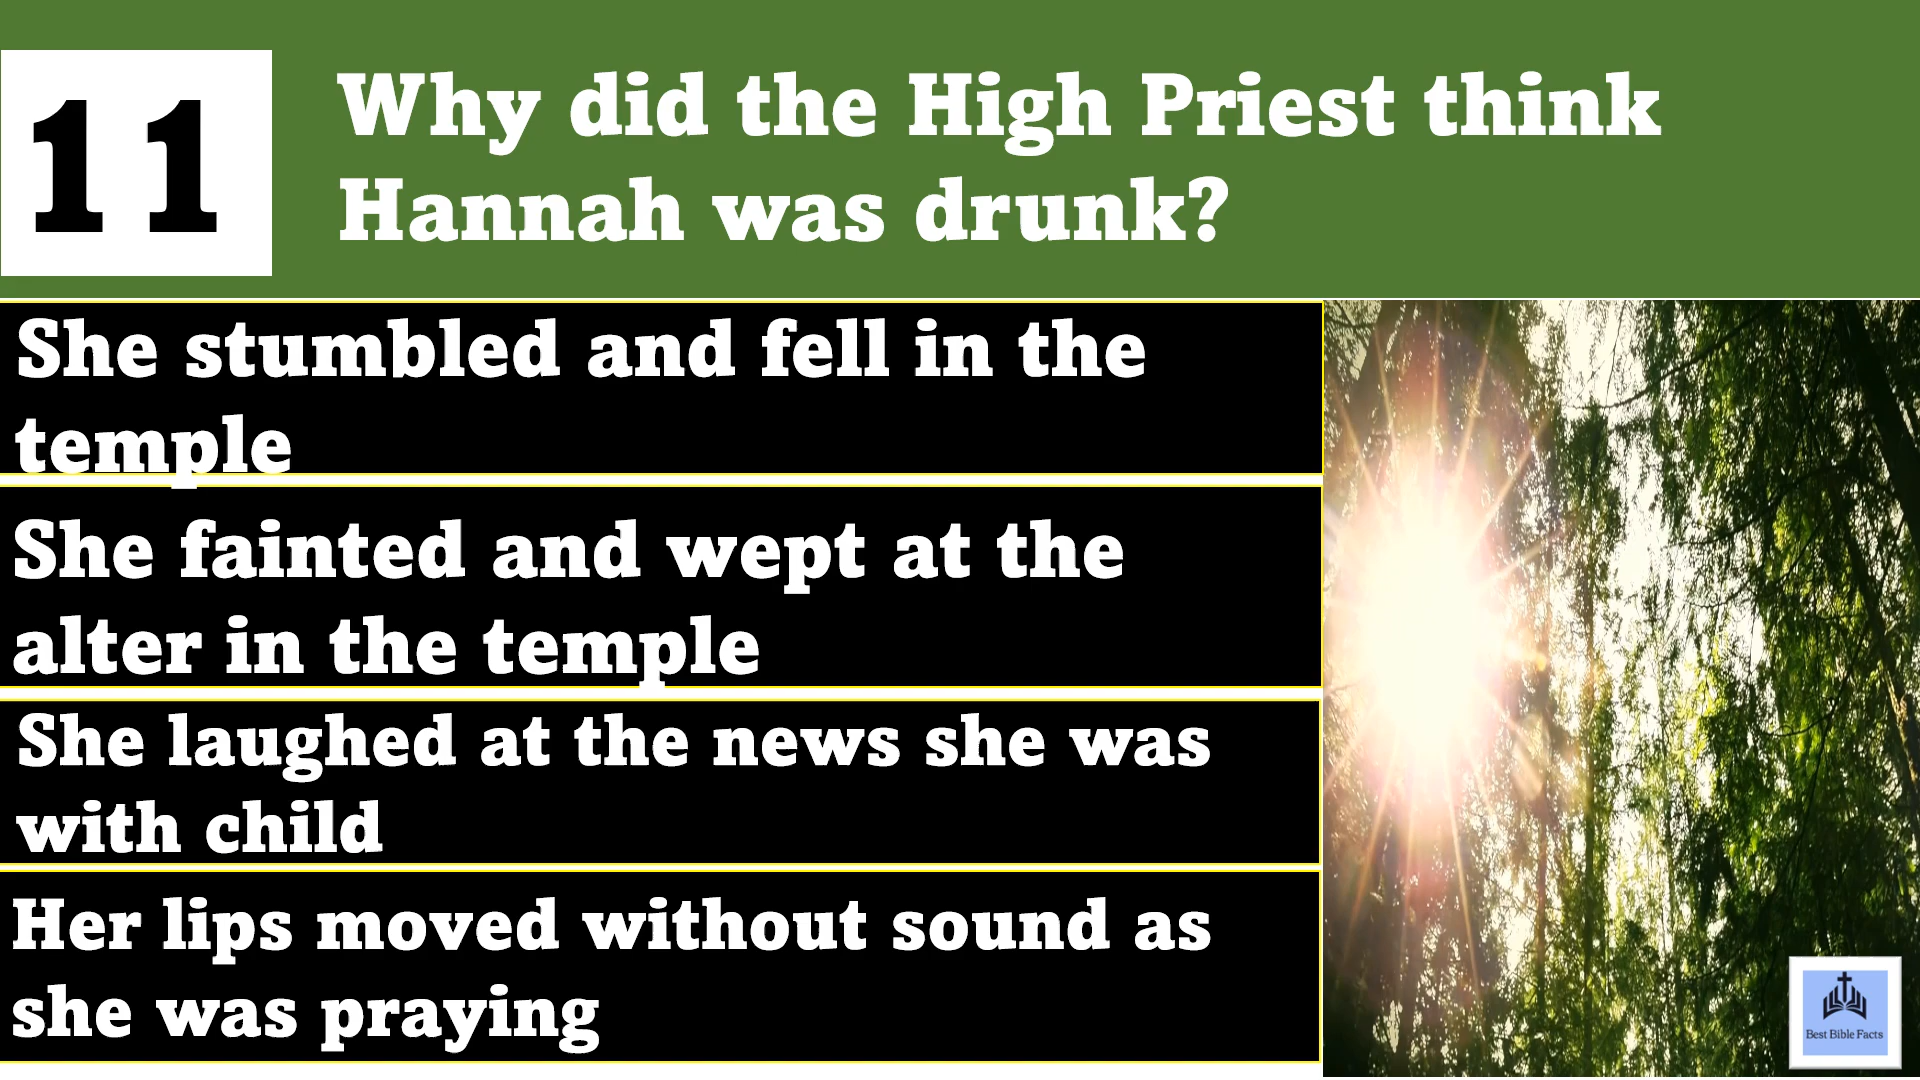 11
Why did the High Priest think
Hannah was drunk?
She stumbled and fell in the
temple
She fainted and wept at the
alter in the temple
She laughed at the news she was
with child
Her lips moved without sound as
she was praying
Best Bible Facts